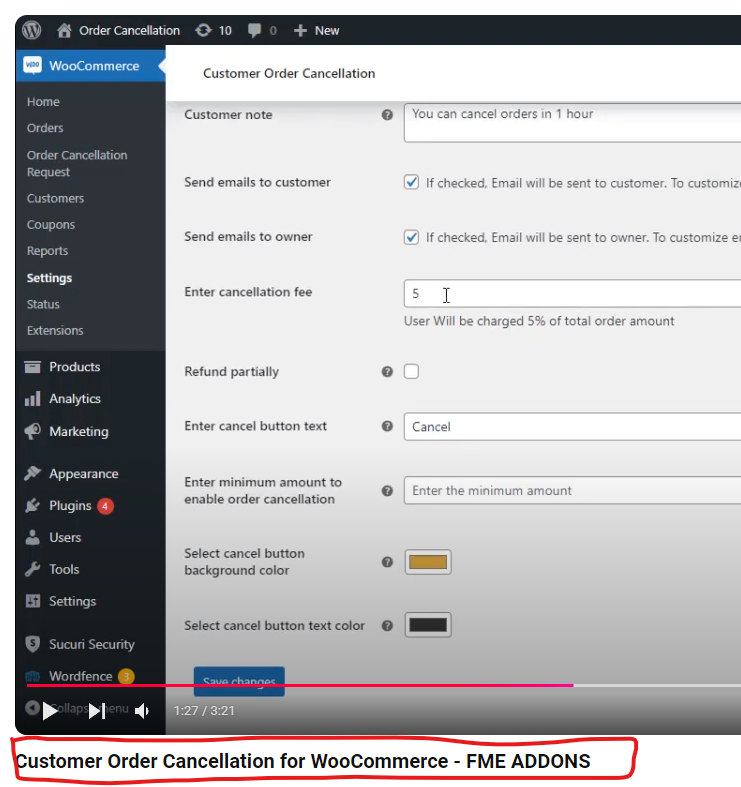 Order Cancellation 10 0 New
WooCommerce
Customer Order Cancellation
Home
Orders
Order Cancellation
Request
Customers
Coupons
Reports
Settings
Status
Extensions
Products
Analytics
Marketing
Appearance
Plugins 4
Users
Tools
Settings
Sucuri Security
Wordfence 3
Collapse menu
Customer note
You can cancel orders in 1 hour
Send emails to customer
If checked, Email will be sent to customer. To customize
Send emails to owner
If checked, Email will be sent to owner. To customize
Enter cancellation fee
5
User Will be charged 5% of total order amount
Refund partially
Enter cancel button text
Cancel
Enter minimum amount to
enable order cancellation
Enter the minimum amount
Select cancel button
background color
Select cancel button text color
Save changes
1:27 / 3:21
Customer Order Cancellation for WooCommerce - FME ADDONS